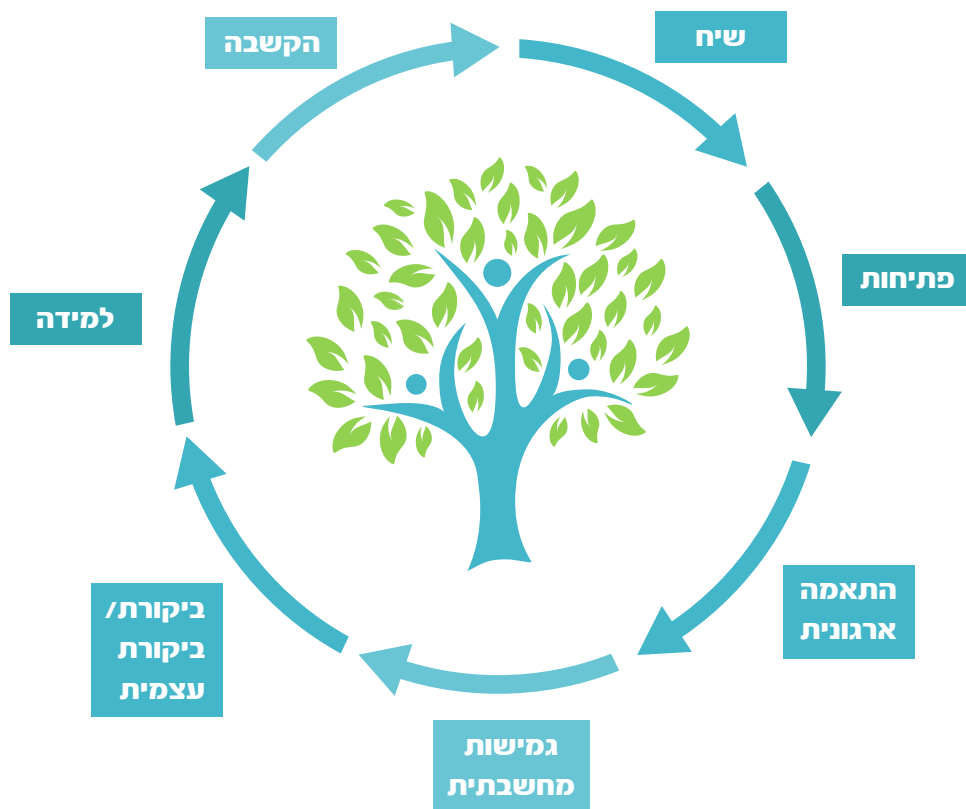 שיח
פתיחות
התאמה
ארגונית
גמישות
מחשבתית
ביקורת/
ביקורת
עצמית
למידה
הקשבה